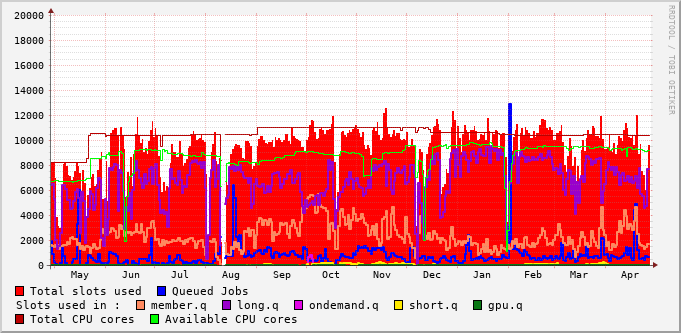 20000
18000
16000
14000
12000
10000
8000
6000
4000
2000
0
May Jun Jul Aug Sep Oct Nov Dec Jan Feb Mar Apr
Total slots used Queued Jobs
Slots used in : member.q long.q ondemand.q short.q gpu.q
Total CPU cores Available CPU cores
RRDTOOL / TOBI OETIKER